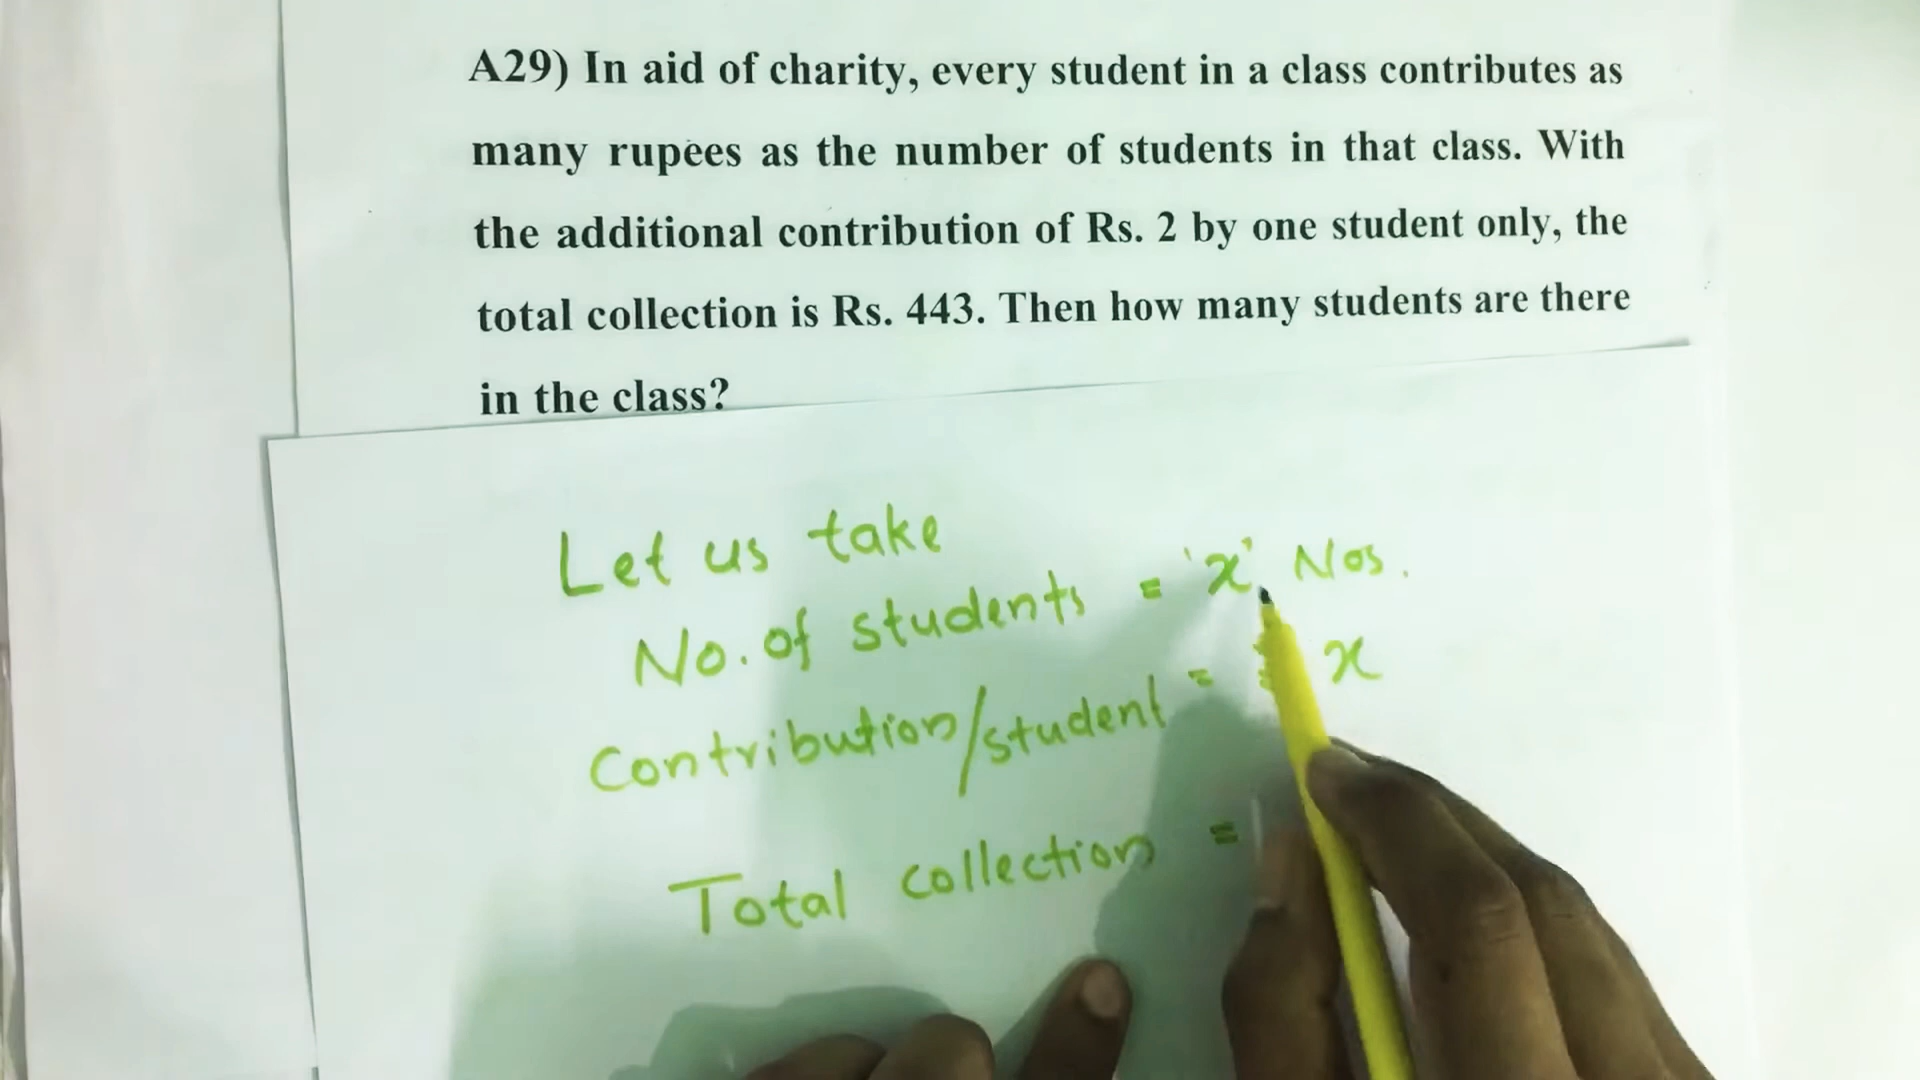 A29) In aid of charity, every student in a class contributes as
many rupees as the number of students in that class. With
the additional contribution of Rs. 2 by one student only, the
total collection is Rs. 443. Then how many students are there
in the class?
Let us take
No. of students = 'x' Nos.
Contribution/student = x
Total collection =